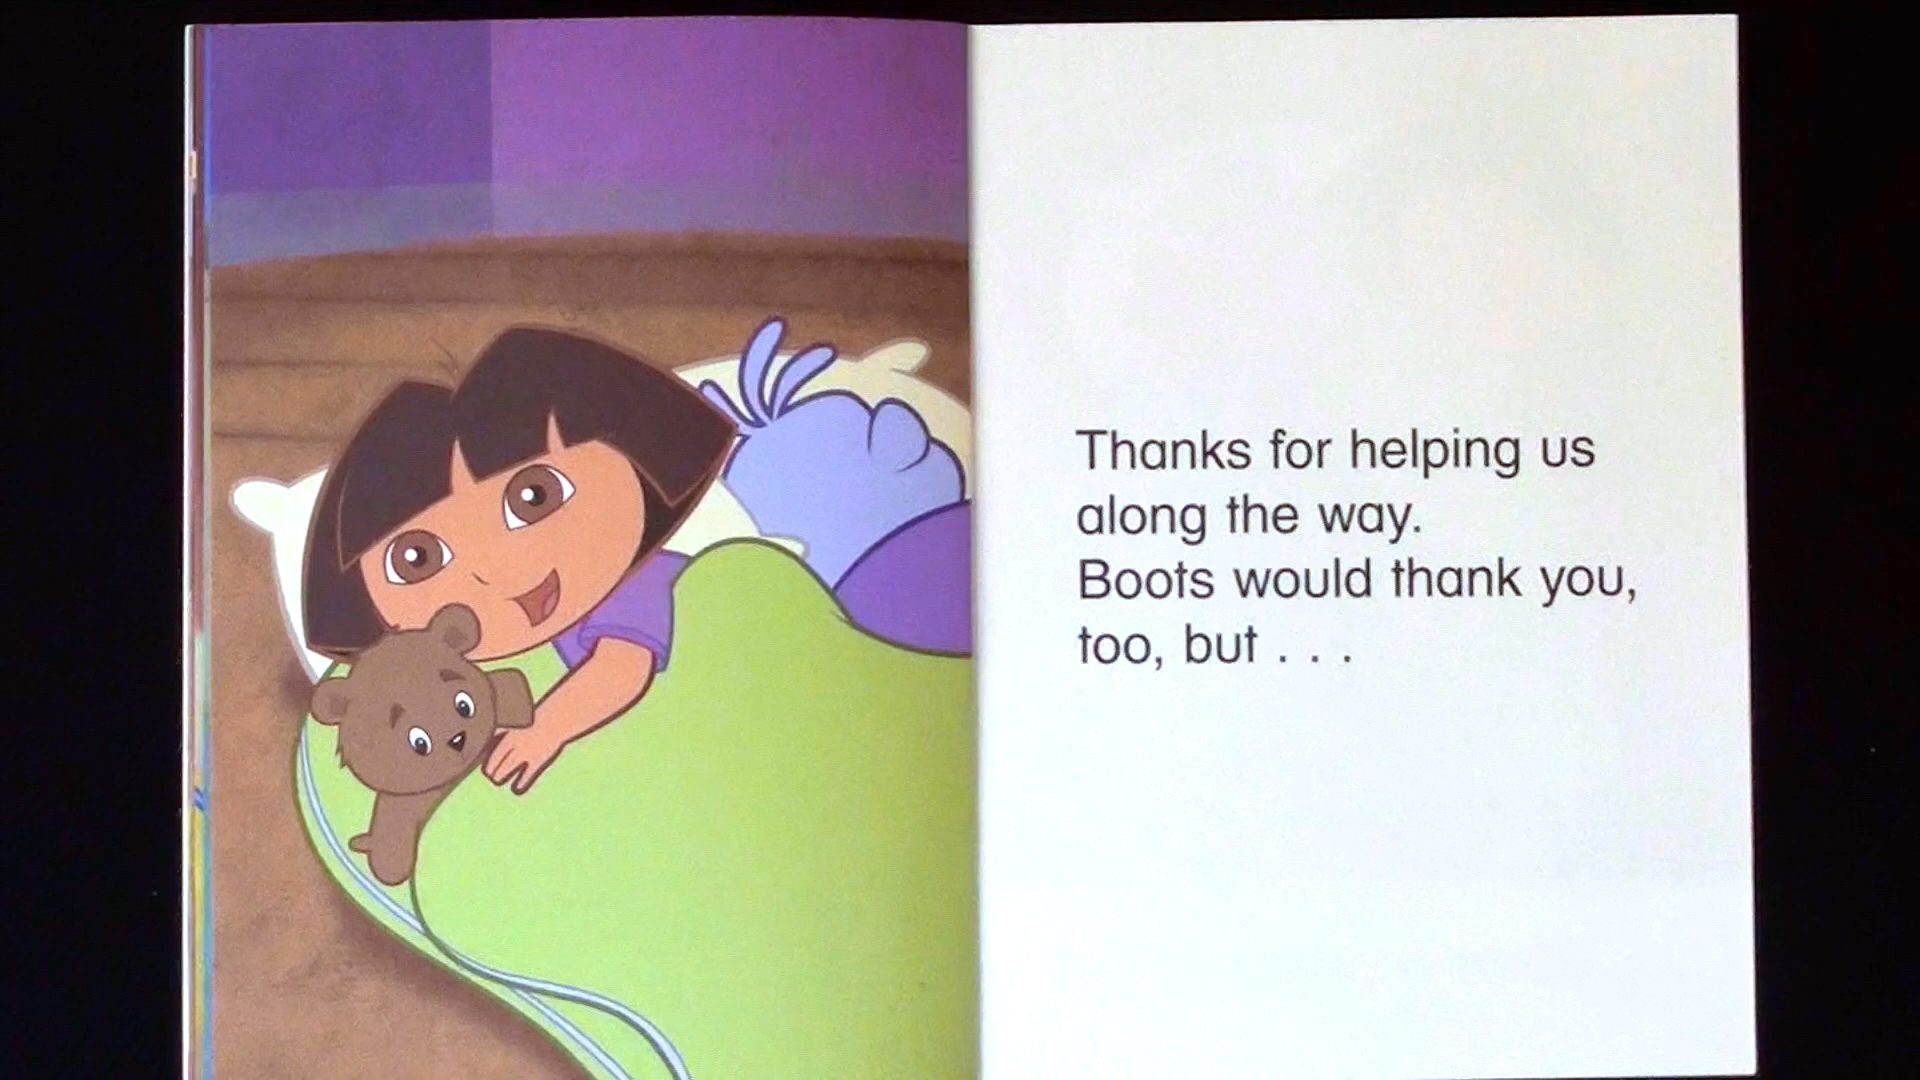 Thanks for helping us
along the way.
Boots would thank you,
too, but . . .